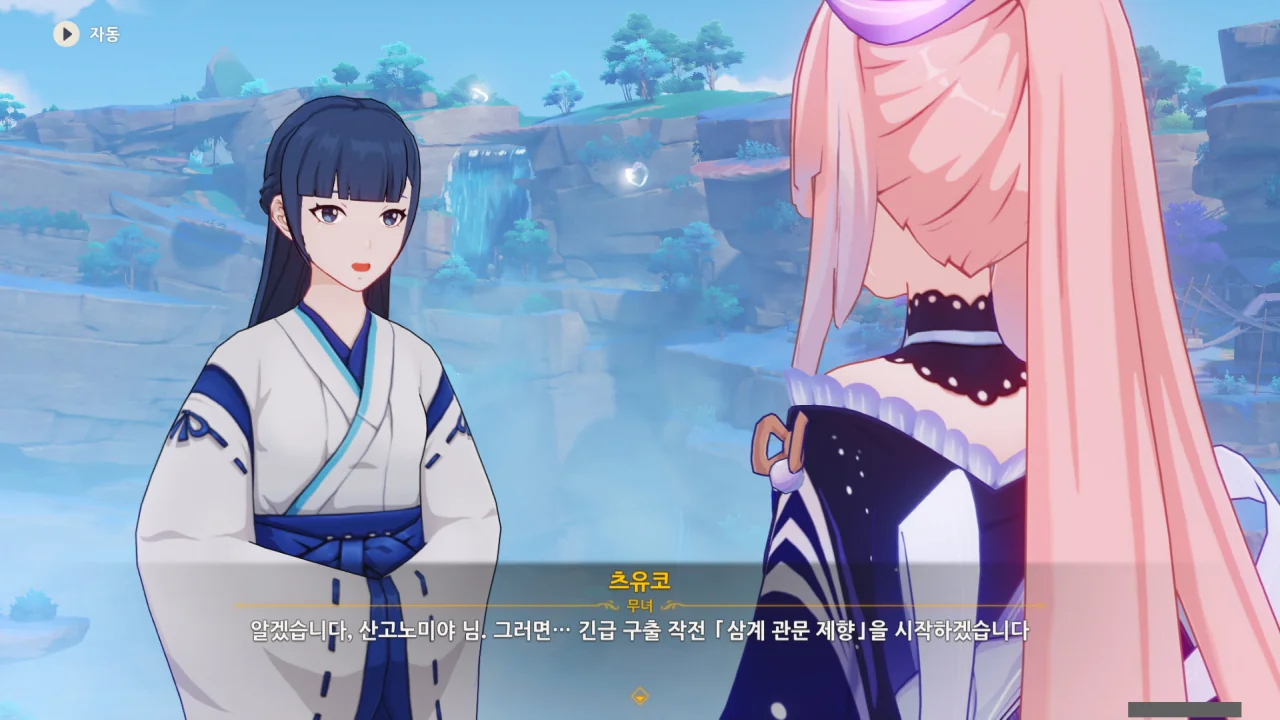 자동
츠유코
무녀
알겠습니다, 산고노미야 님. 그러면… 긴급 구출 작전 「삼계 관문 제향」을 시작하겠습니다